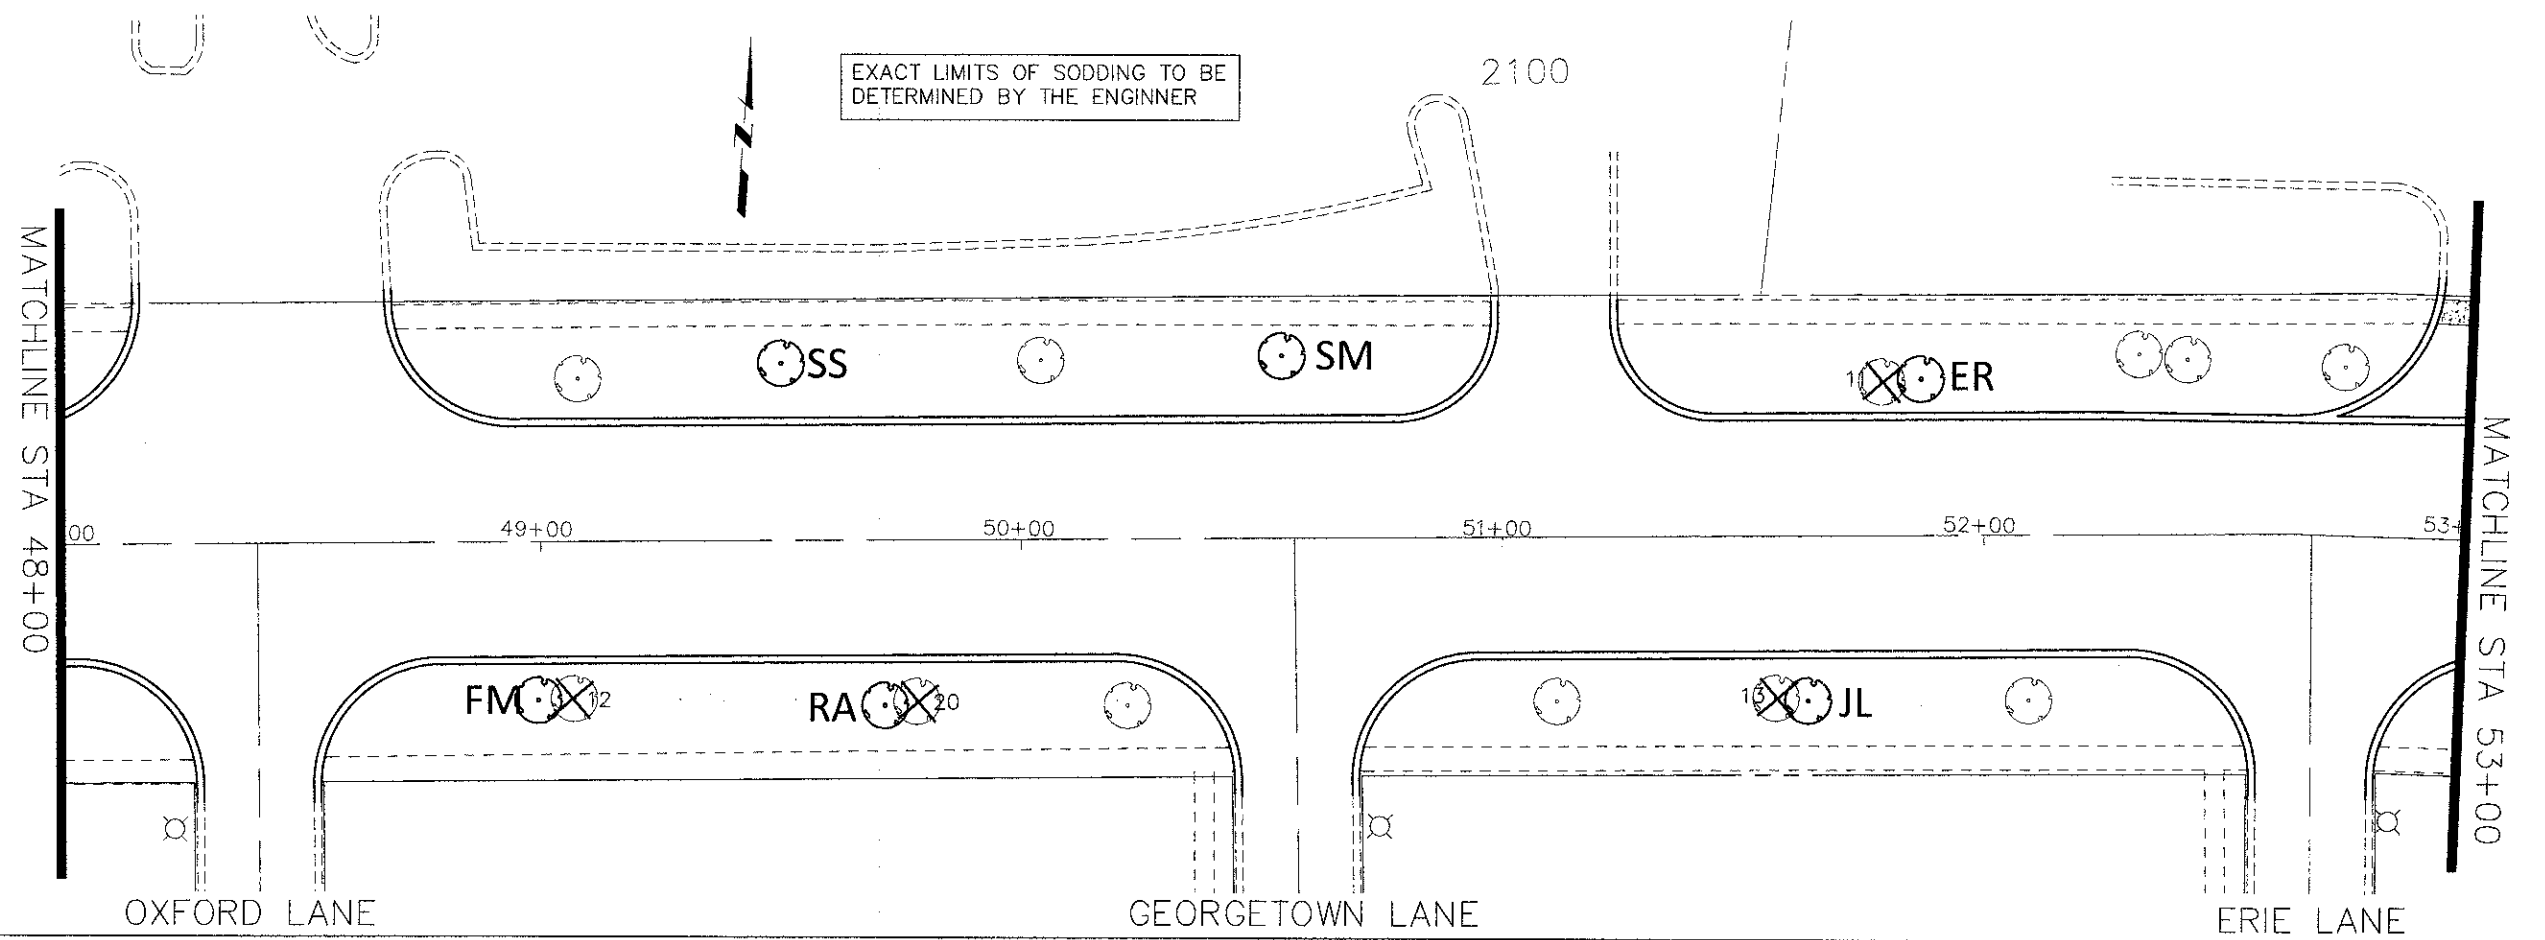 EXACT LIMITS OF SODDING TO BE
DETERMINED BY THE ENGINNER
2100
N
MATCHLINE STA 48+00
SS
SM
ER
MATCHLINE STA 53+00
00
49+00
50+00
51+00
52+00
53+
FM
12
RA
20
13
JL
OXFORD LANE
GEORGETOWN LANE
ERIE LANE